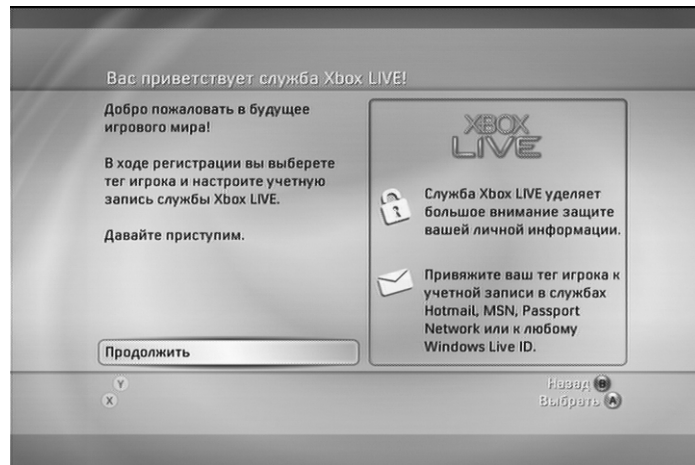 Вас приветствует служба Xbox LIVE!
Добро пожаловать в будущее
игрового мира!
В ходе регистрации вы выберете
тег игрока и настроите учетную
запись службы Xbox LIVE.
Давайте приступим.
Продолжить
XBOX
LIVE
Служба Xbox LIVE уделяет
большое внимание защите
вашей личной информации.
Привяжите ваш тег игрока к
учетной записи в службах
Hotmail, MSN, Passport
Network или к любому
Windows Live ID.
Y
X
Назад B
Выбрать A